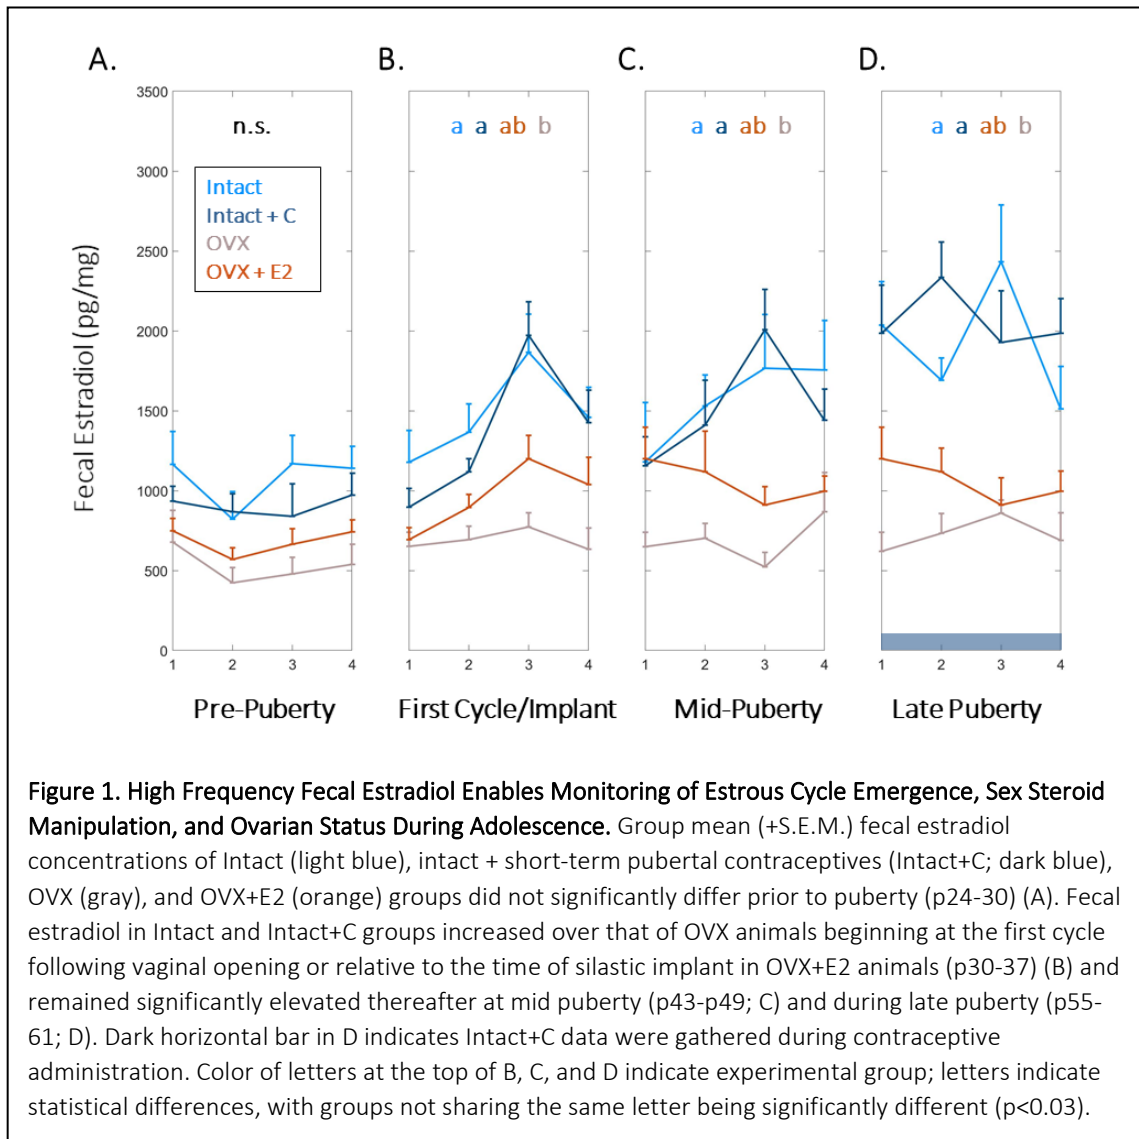 A.
B.
C.
D.
3500
3000
2500
2000
1500
1000
500
0
Fecal Estradiol (pg/mg)
n.s.
Intact
Intact + C
OVX
OVX + E2
a a ab b
a a ab b
a a ab b
1 2 3 4
1 2 3 4
1 2 3 4
1 2 3 4
Pre-Puberty
First Cycle/Implant
Mid-Puberty
Late Puberty
Figure 1. High Frequency Fecal Estradiol Enables Monitoring of Estrous Cycle Emergence, Sex Steroid
Manipulation, and Ovarian Status During Adolescence. Group mean (+S.E.M.) fecal estradiol
concentrations of Intact (light blue), intact + short-term pubertal contraceptives (Intact+C; dark blue),
OVX (gray), and OVX+E2 (orange) groups did not significantly differ prior to puberty (p24-30) (A). Fecal
estradiol in Intact and Intact+C groups increased over that of OVX animals beginning at the first cycle
following vaginal opening or relative to the time of silastic implant in OVX+E2 animals (p30-37) (B) and
remained significantly elevated thereafter at mid puberty (p43-p49; C) and during late puberty (p55-
61; D). Dark horizontal bar in D indicates Intact+C data were gathered during contraceptive
administration. Color of letters at the top of B, C, and D indicate experimental group; letters indicate
statistical differences, with groups not sharing the same letter being significantly different (p<0.03).